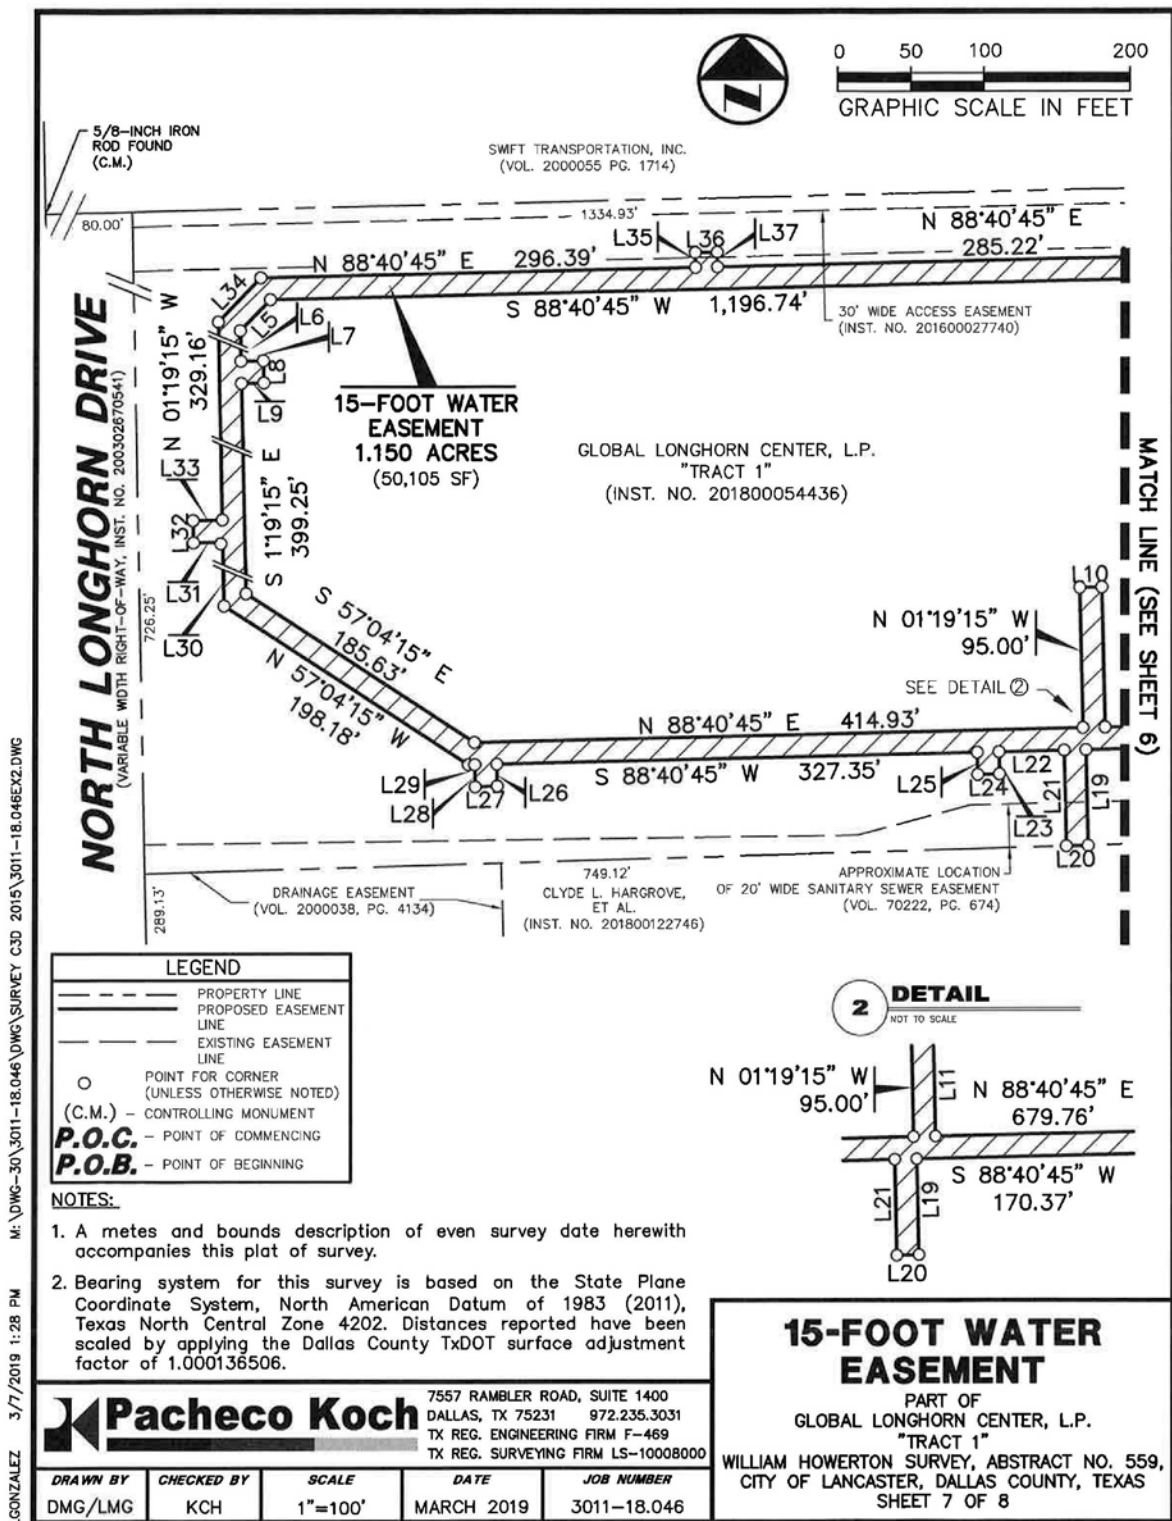 0 50 100 200
GRAPHIC SCALE IN FEET
5/8-INCH IRON
ROD FOUND
(C.M.)
SWIFT TRANSPORTATION, INC.
(VOL. 2000055 PG. 1714)
80.00'
1334.93'
N 88°40'45" E
285.22'
L35
L36
L37
N 88°40'45" E 296.39'
S 88°40'45" W 1,196.74'
30' WIDE ACCESS EASEMENT
(INST. NO. 201600027740)
L34
L5
L6
L7
L8
L9
N 01°19'15" W
329.16'
NORTH LONGHORN DRIVE
(VARIABLE WIDTH RIGHT-OF-WAY, INST. NO. 200302670541)
15-FOOT WATER
EASEMENT
1.150 ACRES
(50,105 SF)
GLOBAL LONGHORN CENTER, L.P.
"TRACT 1"
(INST. NO. 201800054436)
MATCH LINE (SEE SHEET 6)
L33
L32
L31
L30
S 1°19'15" E
399.25'
726.25'
S 57°04'15" E
185.63'
N 57°04'15" W
198.18'
L10
N 01°19'15" W
95.00'
SEE DETAIL 2
N 88°40'45" E 414.93'
S 88°40'45" W 327.35'
L29
L28
L27
L26
L25
L24
L22
L23
L21
L19
L20
749.12'
289.13'
DRAINAGE EASEMENT
(VOL. 2000038, PG. 4134)
CLYDE L. HARGROVE,
ET AL.
(INST. NO. 201800122746)
APPROXIMATE LOCATION
OF 20' WIDE SANITARY SEWER EASEMENT
(VOL. 70222, PG. 674)
LEGEND
PROPERTY LINE
PROPOSED EASEMENT
LINE
EXISTING EASEMENT
LINE
POINT FOR CORNER
(UNLESS OTHERWISE NOTED)
(C.M.) - CONTROLLING MONUMENT
P.O.C. - POINT OF COMMENCING
P.O.B. - POINT OF BEGINNING
2 DETAIL
NOT TO SCALE
N 01°19'15" W
95.00'
L11
N 88°40'45" E
679.76'
L21
L19
S 88°40'45" W
170.37'
L20
NOTES:
1. A metes and bounds description of even survey date herewith
accompanies this plat of survey.
2. Bearing system for this survey is based on the State Plane
Coordinate System, North American Datum of 1983 (2011),
Texas North Central Zone 4202. Distances reported have been
scaled by applying the Dallas County TxDOT surface adjustment
factor of 1.000136506.
Pacheco Koch
7557 RAMBLER ROAD, SUITE 1400
DALLAS, TX 75231 972.235.3031
TX REG. ENGINEERING FIRM F-469
TX REG. SURVEYING FIRM LS-10008000
DRAWN BY CHECKED BY SCALE DATE JOB NUMBER
DMG/LMG KCH 1"=100' MARCH 2019 3011-18.046
15-FOOT WATER
EASEMENT
PART OF
GLOBAL LONGHORN CENTER, L.P.
"TRACT 1"
WILLIAM HOWERTON SURVEY, ABSTRACT NO. 559,
CITY OF LANCASTER, DALLAS COUNTY, TEXAS
SHEET 7 OF 8
.GONZALEZ 3/7/2019 1:28 PM M:\DWG-30\3011-18.046\DWG\SURVEY C3D 2015\3011-18.046EX2.DWG